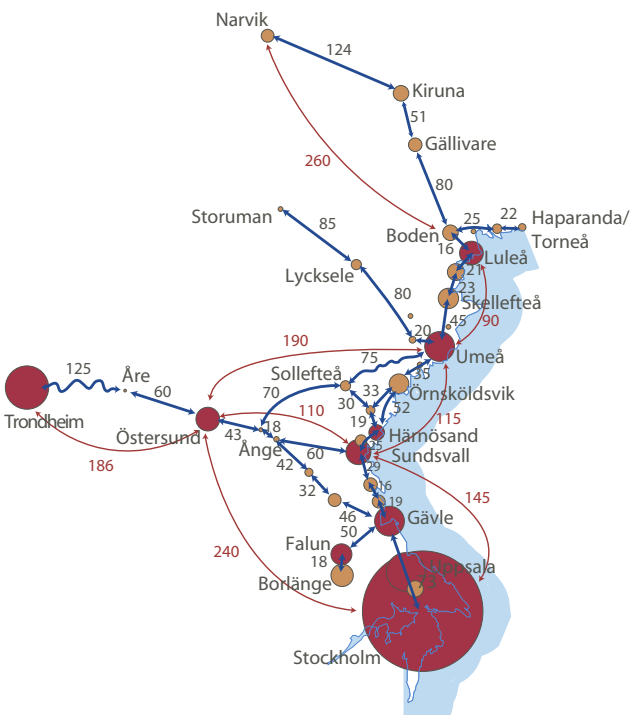 Narvik
124
Kiruna
51
Gällivare
260
80
Storuman
85
25
22
Haparanda/
Torneå
Boden
16
Luleå
Lycksele
21
23
Skellefteå
80
45
90
20
190
Umeå
75
35
125
Åre
60
Sollefteå
70
33
Örnsköldsvik
30
52
110
115
19
Trondheim
Östersund
43
18
Härnösand
Ånge
60
25
Sundsvall
186
42
29
32
16
145
19
46
Gävle
50
240
Falun
18
Uppsala
73
Borlänge
Stockholm